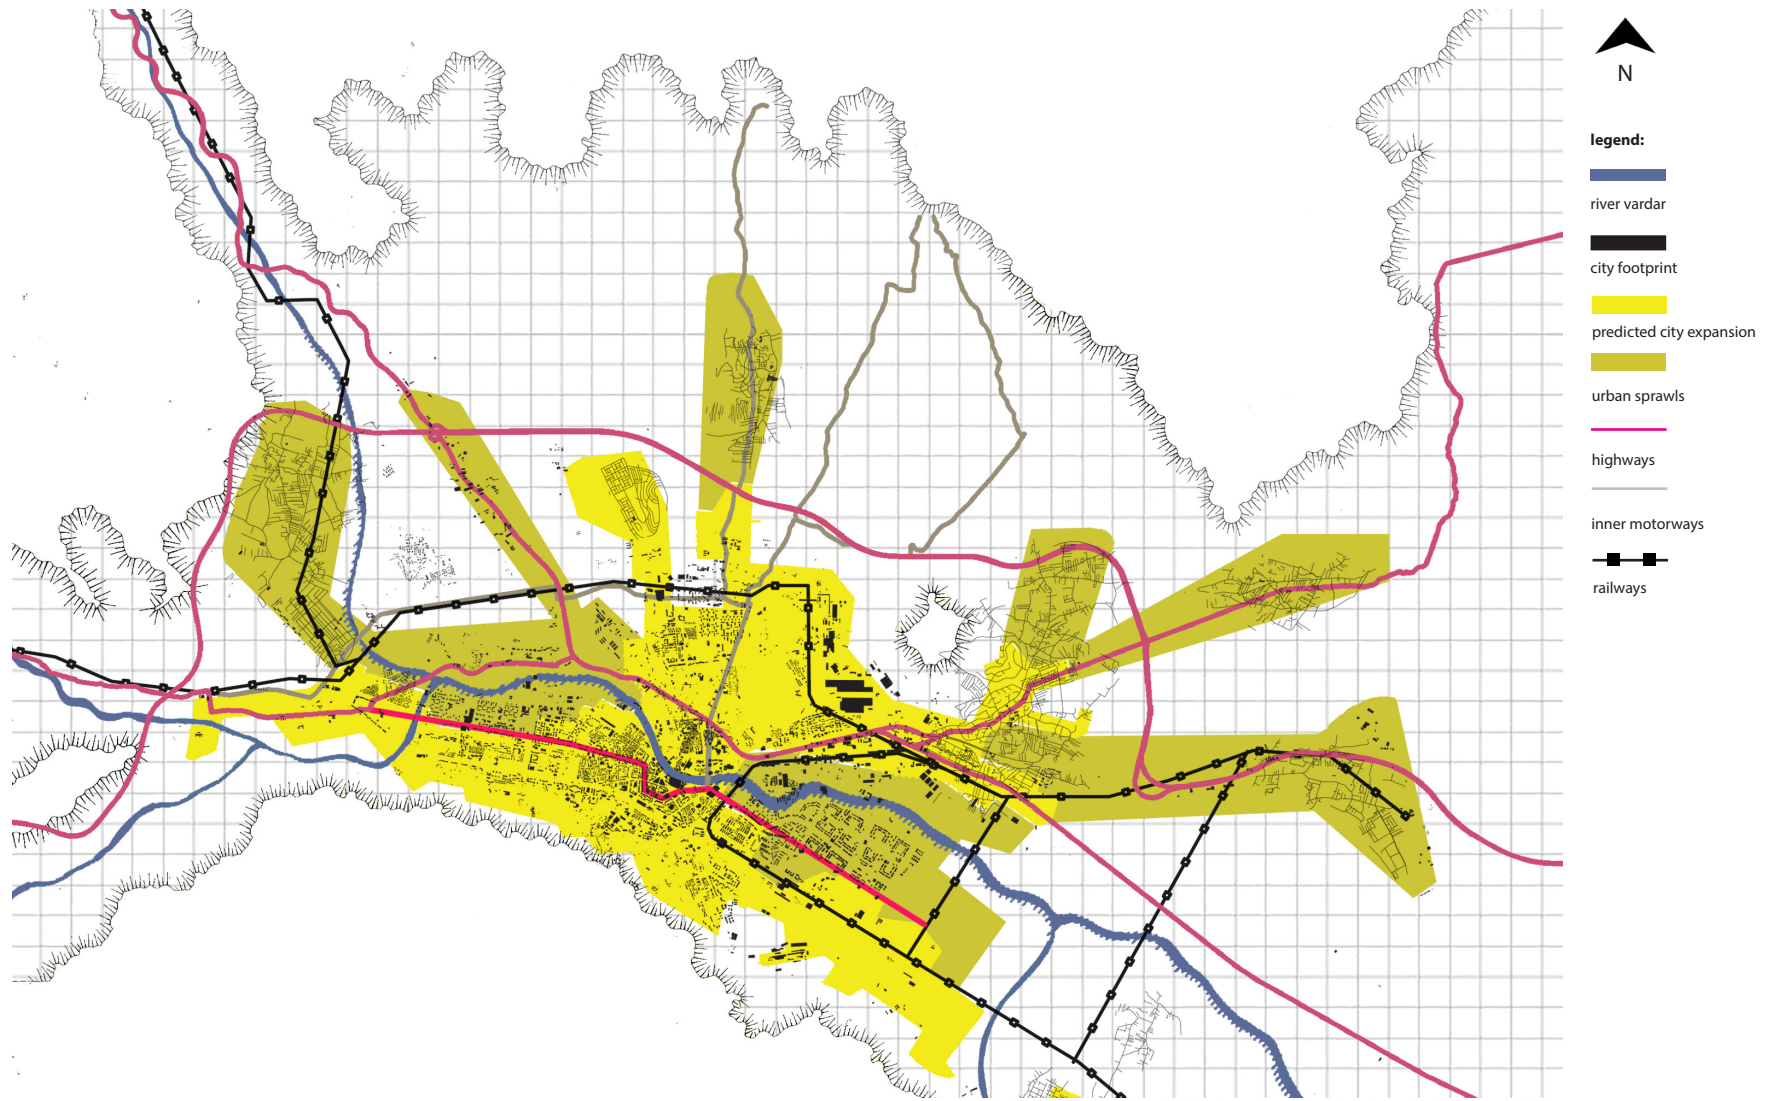 N
legend:
river vardar
city footprint
predicted city expansion
urban sprawls
highways
inner motorways
railways